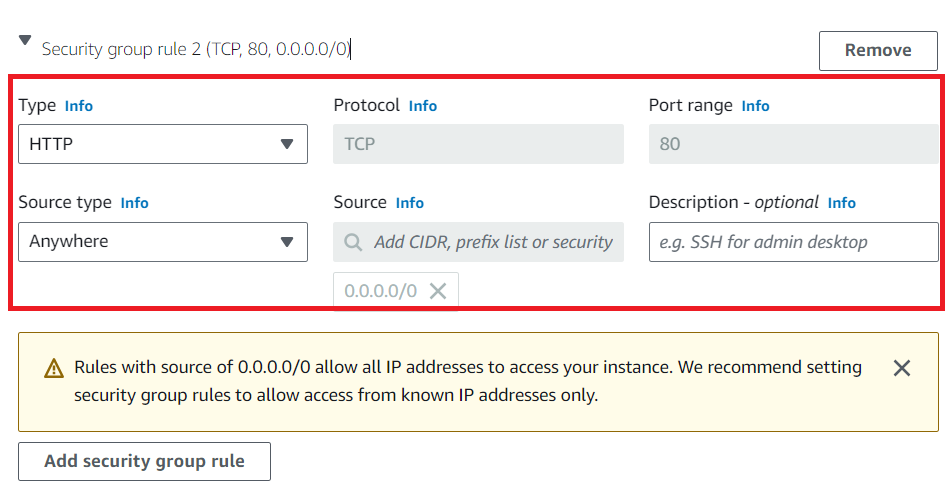 Security group rule 2 (TCP, 80, 0.0.0.0/0)
Remove
Type Info
Protocol Info
Port range Info
HTTP
TCP
80
Source type Info
Source Info
Description - optional Info
Anywhere
Add CIDR, prefix list or security
e.g. SSH for admin desktop
0.0.0.0/0
Rules with source of 0.0.0.0/0 allow all IP addresses to access your instance. We recommend setting
security group rules to allow access from known IP addresses only.
Add security group rule